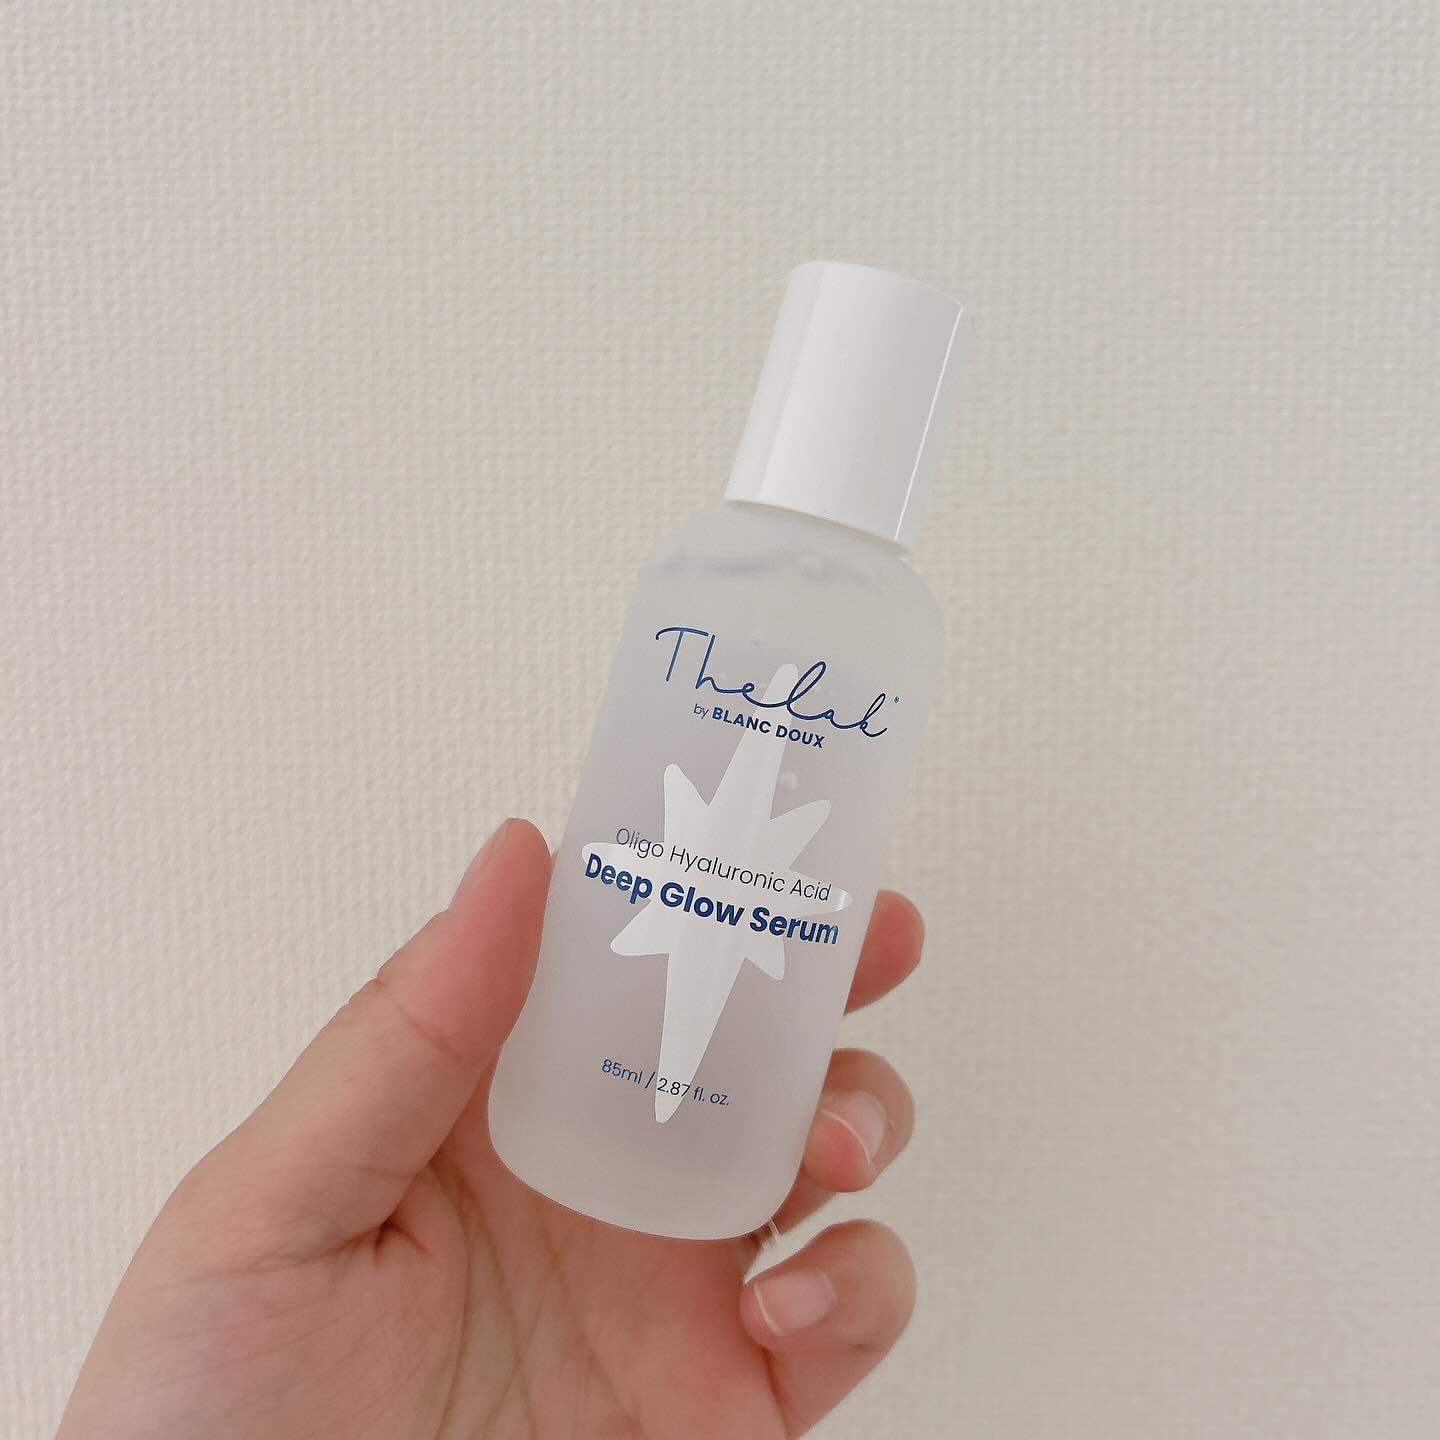 Thelab®
by BLANC DOUX
Oligo Hyaluronic Acid
Deep Glow Serum
85ml / 2.87 fl. oz.